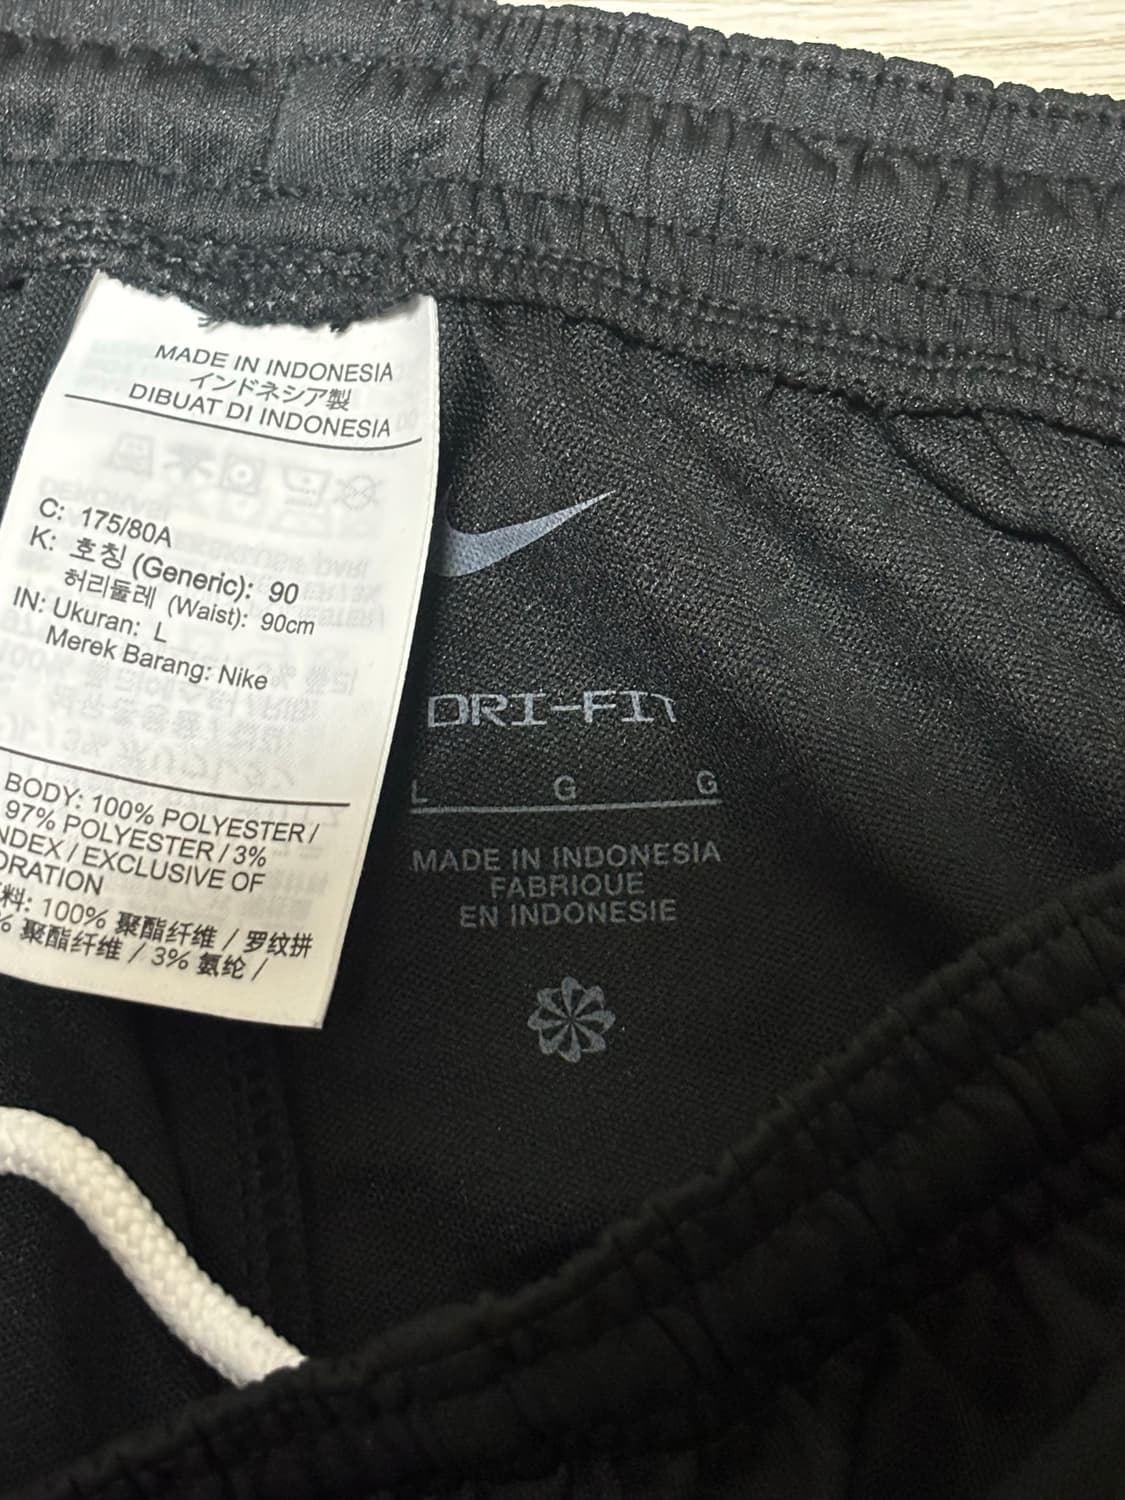 MADE IN INDONESIA
インドネシア製
DIBUAT DI INDONESIA
C: 175/80A
K: 호칭 (Generic): 90
허리둘레 (Waist): 90cm
IN: Ukuran: L
Merek Barang: Nike
BODY: 100% POLYESTER /
97% POLYESTER / 3%
NDEX / EXCLUSIVE OF
ORATION
料: 100% 聚酯纤维 / 罗纹拼
% 聚酯纤维 / 3% 氨纶 /
DRI-FIT
L G G
MADE IN INDONESIA
FABRIQUE
EN INDONESIE